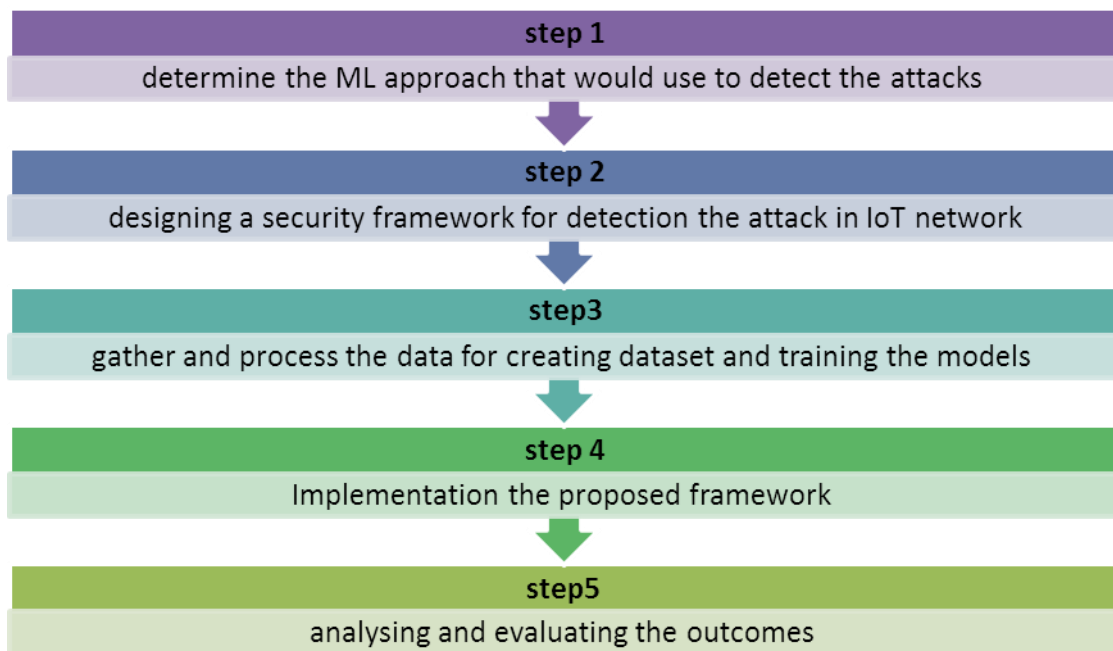 step 1
determine the ML approach that would use to detect the attacks
step 2
designing a security framework for detection the attack in IoT network
step3
gather and process the data for creating dataset and training the models
step 4
Implementation the proposed framework
step5
analysing and evaluating the outcomes